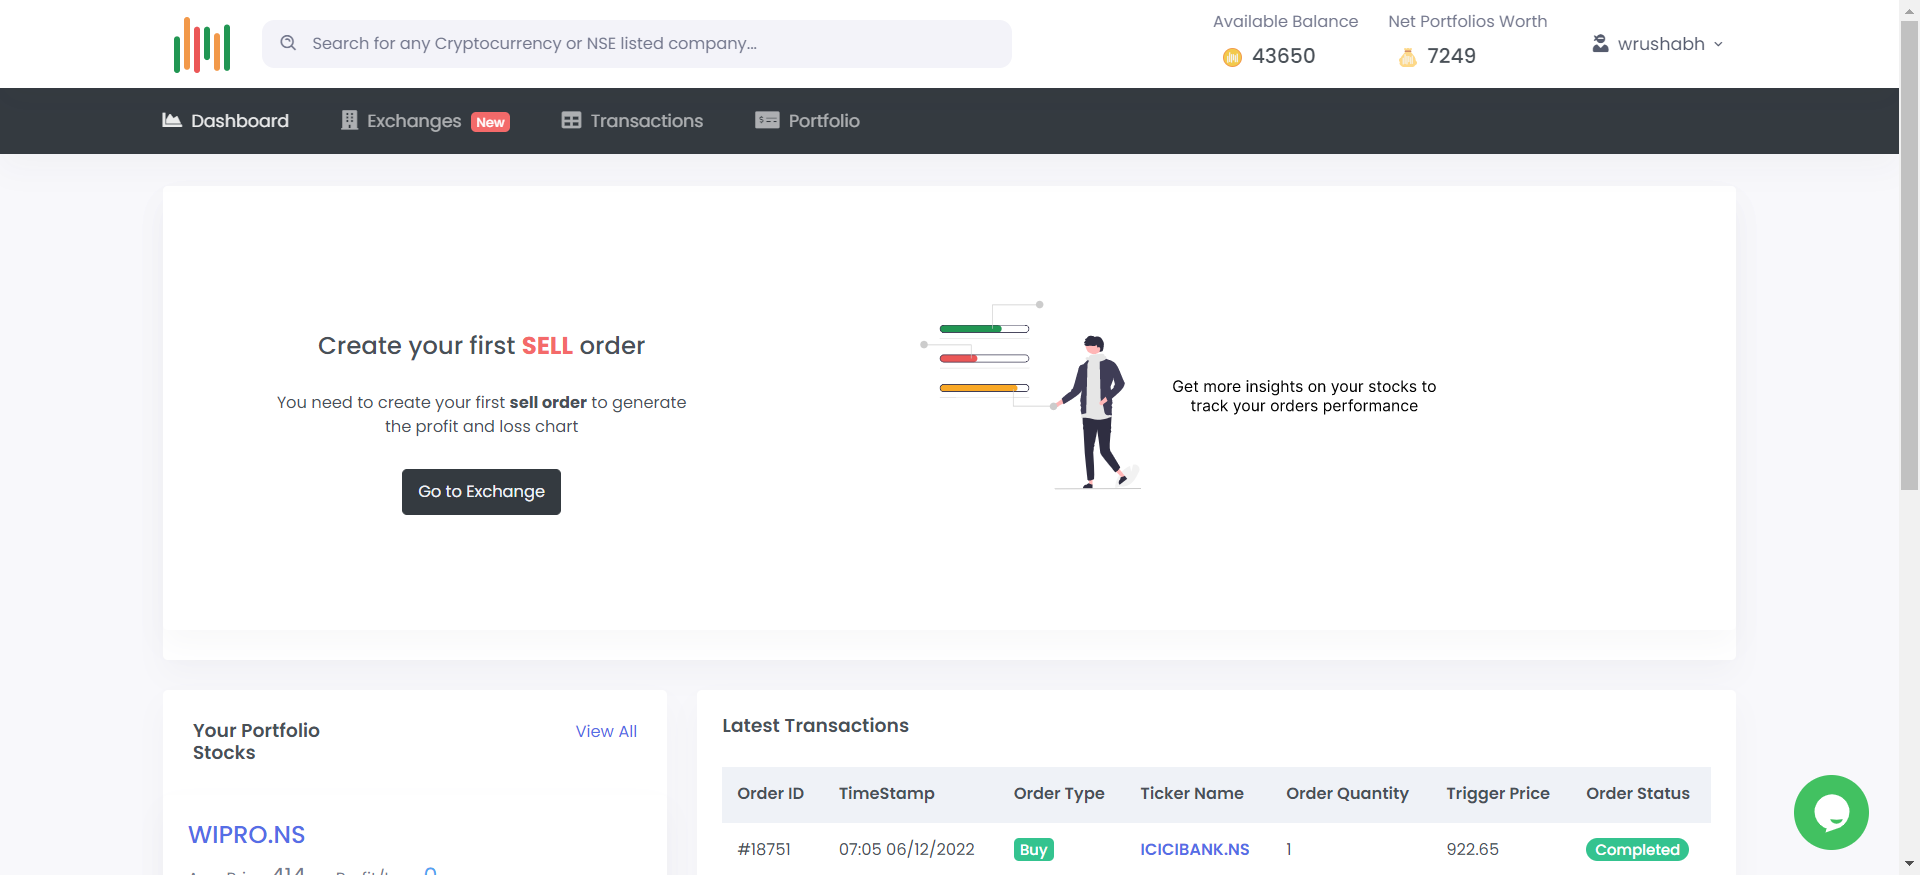 Search for any Cryptocurrency or NSE listed company...
Available Balance
43650
Net Portfolios Worth
7249
wrushabh
Dashboard
Exchanges New
Transactions
Portfolio
Create your first SELL order
You need to create your first sell order to generate
the profit and loss chart
Go to Exchange
Get more insights on your stocks to
track your orders performance
Your Portfolio
Stocks
View All
WIPRO.NS
Latest Transactions
Order ID TimeStamp Order Type Ticker Name Order Quantity Trigger Price Order Status
#18751 07:05 06/12/2022 Buy ICICIBANK.NS 1 922.65 Completed